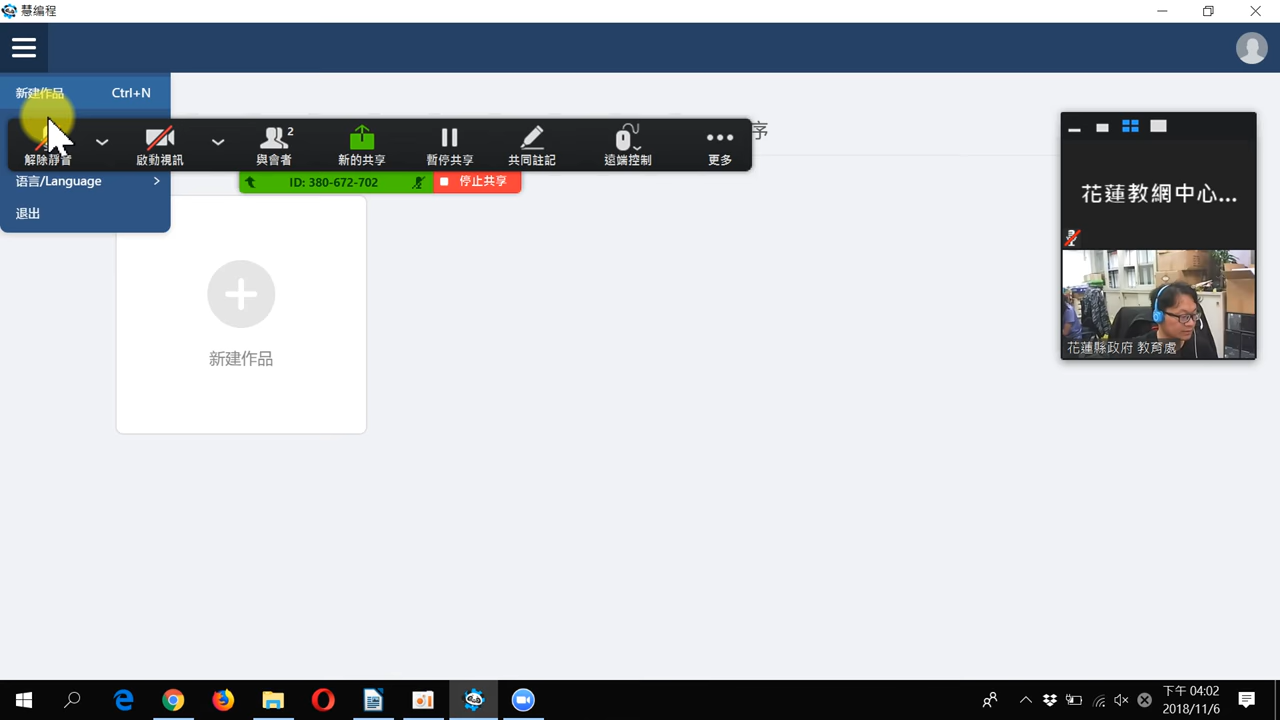 慧编程
新建作品 Ctrl+N
序
解除靜音 啟動視訊 與會者 2 新的共享 暫停共享 共同註記 遠端控制 更多
语言/Language
ID: 380-672-702 停止共享
退出
新建作品
花蓮教網中心...
花蓮縣政府 教育處
下午 04:02
2018/11/6